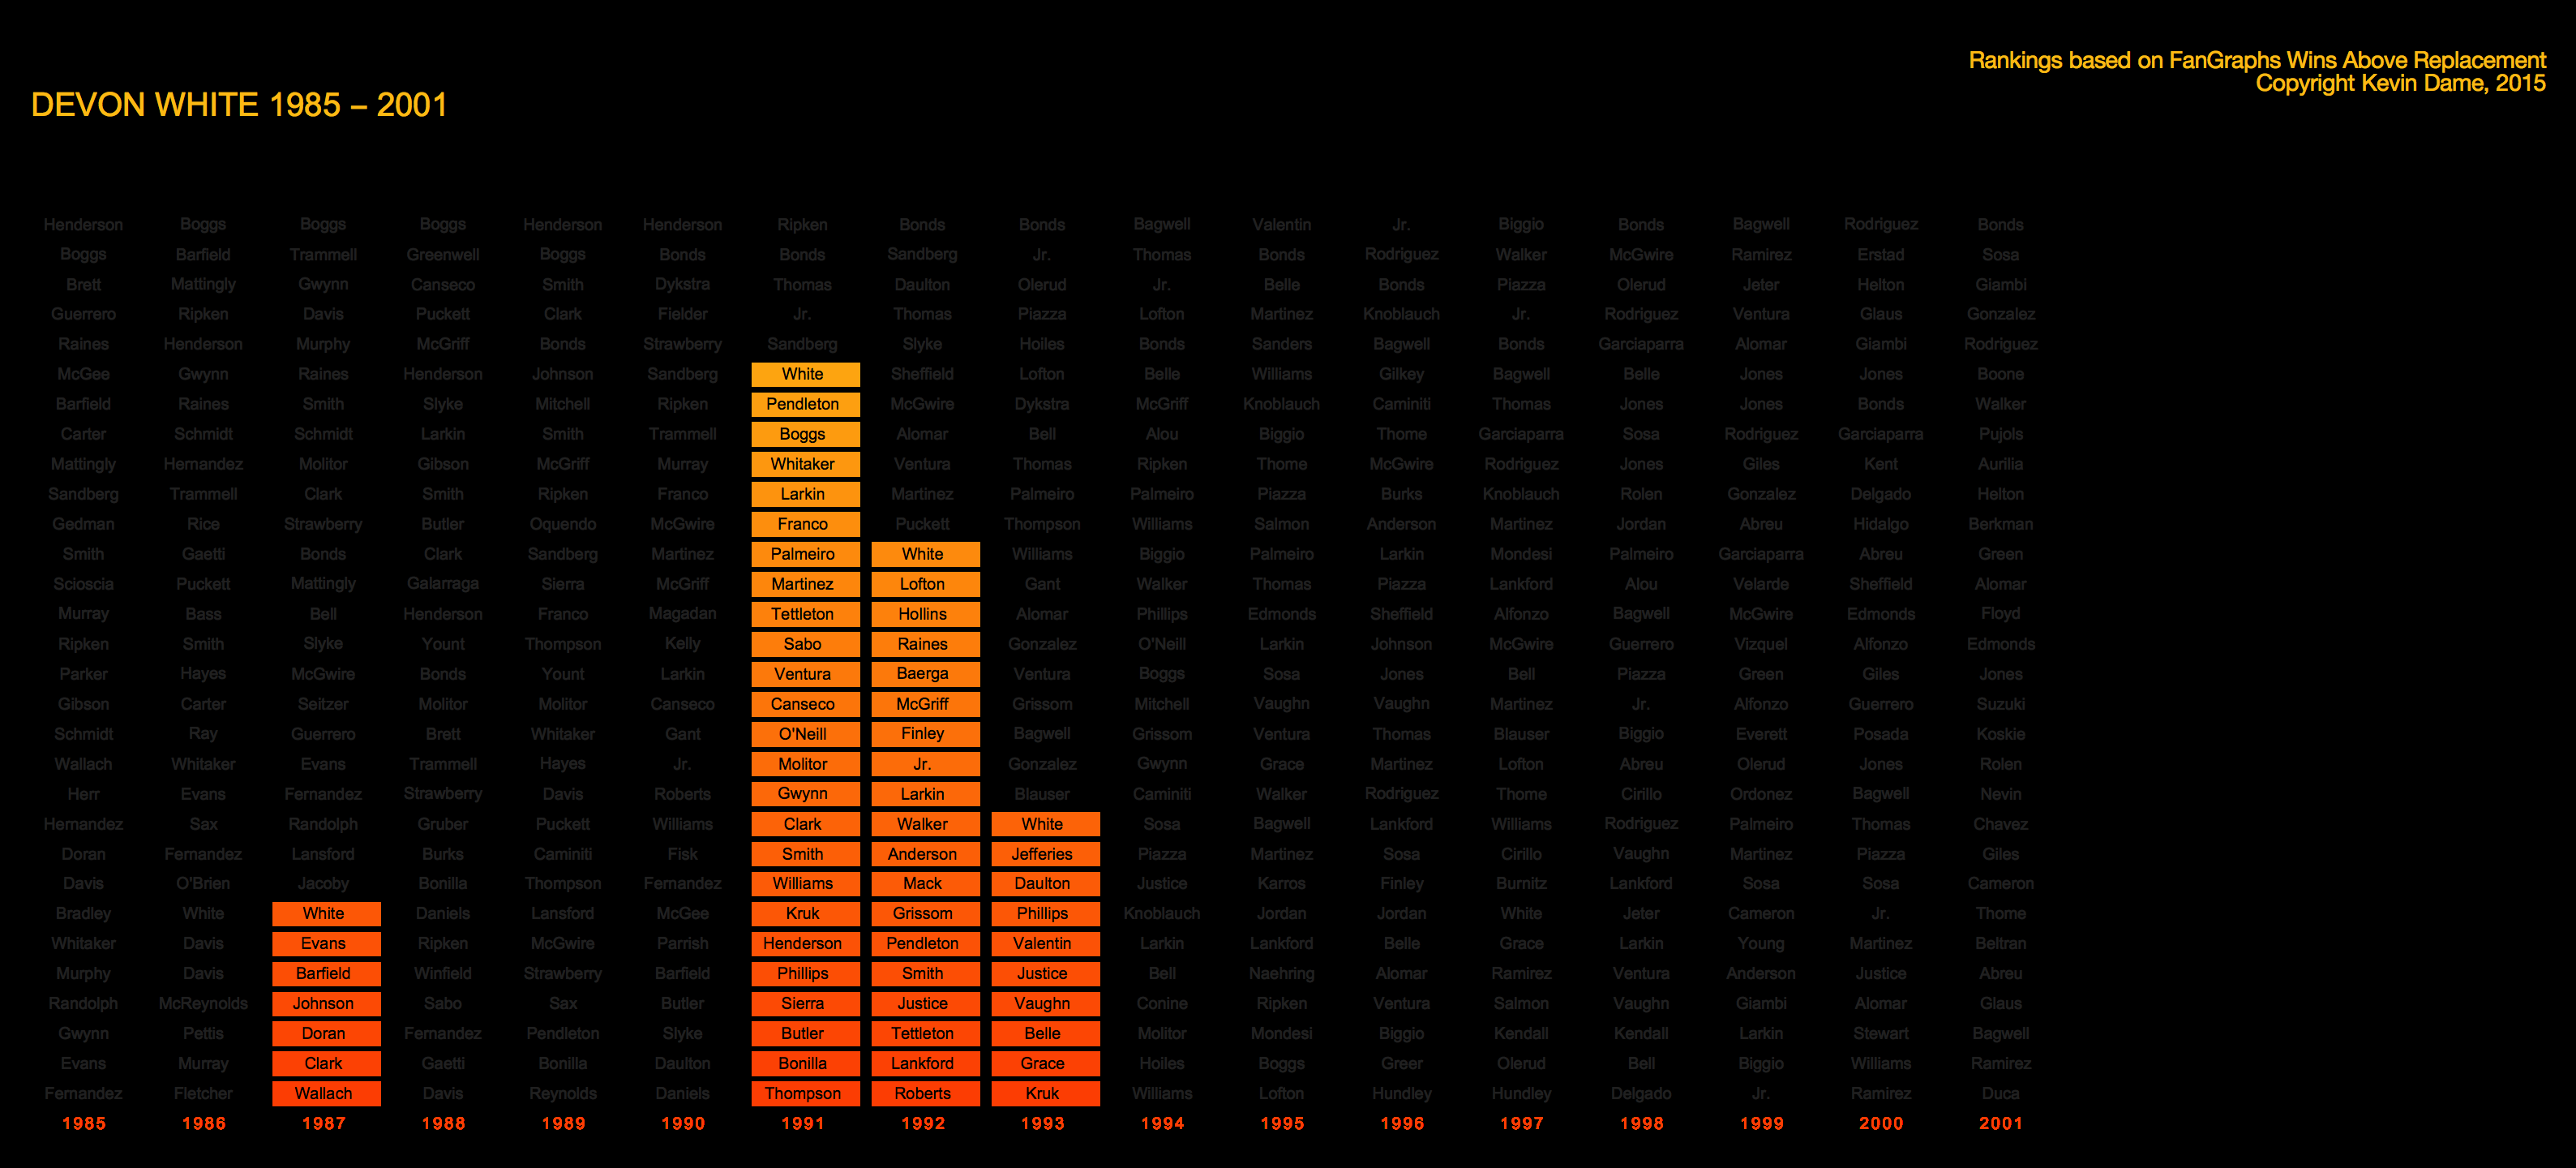 Rankings based on FanGraphs Wins Above Replacement
Copyright Kevin Dame, 2015
DEVON WHITE 1985 – 2001
Henderson Boggs Boggs Boggs Henderson Henderson Ripken Bonds Bonds Bagwell Valentin Jr. Biggio Bonds Bagwell Rodriguez Bonds
Boggs Barfield Trammell Greenwell Boggs Bonds Bonds Sandberg Jr. Thomas Bonds Rodriguez Walker McGwire Ramirez Erstad Sosa
Brett Mattingly Gwynn Canseco Smith Dykstra Thomas Daulton Olerud Jr. Belle Bonds Piazza Olerud Jeter Helton Giambi
Guerrero Ripken Davis Puckett Clark Fielder Jr. Thomas Piazza Lofton Martinez Knoblauch Jr. Rodriguez Ventura Glaus Gonzalez
Raines Henderson Murphy McGriff Bonds Strawberry Sandberg Slyke Hoiles Bonds Sanders Bagwell Bonds Garciaparra Alomar Giambi Rodriguez
McGee Gwynn Raines Henderson Johnson Sandberg White Sheffield Lofton Belle Williams Gilkey Bagwell Belle Jones Jones Boone
Barfield Raines Smith Slyke Mitchell Ripken Pendleton McGwire Dykstra McGriff Knoblauch Caminiti Thomas Jones Jones Bonds Walker
Carter Schmidt Schmidt Larkin Smith Trammell Boggs Alomar Bell Alou Biggio Thome Garciaparra Sosa Rodriguez Garciaparra Pujols
Mattingly Hernandez Molitor Gibson McGriff Murray Whitaker Ventura Thomas Ripken Thome McGwire Rodriguez Jones Giles Kent Aurilia
Sandberg Trammell Clark Smith Ripken Franco Larkin Martinez Palmeiro Palmeiro Piazza Burks Knoblauch Rolen Gonzalez Delgado Helton
Gedman Rice Strawberry Butler Oquendo McGwire Franco Puckett Thompson Williams Salmon Anderson Martinez Jordan Abreu Hidalgo Berkman
Smith Gaetti Bonds Clark Sandberg Martinez Palmeiro White Williams Biggio Palmeiro Larkin Mondesi Palmeiro Garciaparra Abreu Green
Scioscia Puckett Mattingly Galarraga Sierra McGriff Martinez Lofton Gant Walker Thomas Piazza Lankford Alou Velarde Sheffield Alomar
Murray Bass Bell Henderson Franco Magadan Tettleton Hollins Alomar Phillips Edmonds Sheffield Alfonzo Bagwell McGwire Edmonds Floyd
Ripken Smith Slyke Yount Thompson Kelly Sabo Raines Gonzalez O'Neill Larkin Johnson McGwire Guerrero Vizquel Alfonzo Edmonds
Parker Hayes McGwire Bonds Yount Larkin Ventura Baerga Ventura Boggs Sosa Jones Bell Piazza Green Giles Jones
Gibson Carter Seitzer Molitor Molitor Canseco Canseco McGriff Grissom Mitchell Vaughn Vaughn Martinez Jr. Alfonzo Guerrero Suzuki
Schmidt Ray Guerrero Brett Whitaker Gant O'Neill Finley Bagwell Grissom Ventura Thomas Blauser Biggio Everett Posada Koskie
Wallach Whitaker Evans Trammell Hayes Jr. Molitor Jr. Gonzalez Gwynn Grace Martinez Lofton Abreu Olerud Jones Rolen
Herr Evans Fernandez Strawberry Davis Roberts Gwynn Larkin Blauser Caminiti Walker Rodriguez Thome Cirillo Ordonez Bagwell Nevin
Hernandez Sax Randolph Gruber Puckett Williams Clark Walker White Sosa Bagwell Lankford Williams Rodriguez Palmeiro Thomas Chavez
Doran Fernandez Lansford Burks Caminiti Fisk Smith Anderson Jefferies Piazza Martinez Sosa Cirillo Vaughn Martinez Piazza Giles
Davis O'Brien Jacoby Bonilla Thompson Fernandez Williams Mack Daulton Justice Karros Finley Burnitz Lankford Sosa Sosa Cameron
Bradley White White Daniels Lansford McGee Kruk Grissom Phillips Knoblauch Jordan Jordan White Jeter Cameron Jr. Thome
Whitaker Davis Evans Ripken McGwire Parrish Henderson Pendleton Valentin Larkin Lankford Belle Grace Larkin Young Martinez Beltran
Murphy Davis Barfield Winfield Strawberry Barfield Phillips Smith Justice Bell Naehring Alomar Ramirez Ventura Anderson Justice Abreu
Randolph McReynolds Johnson Sabo Sax Butler Sierra Justice Vaughn Conine Ripken Ventura Salmon Vaughn Giambi Alomar Glaus
Gwynn Pettis Doran Fernandez Pendleton Slyke Butler Tettleton Belle Molitor Mondesi Biggio Kendall Kendall Larkin Stewart Bagwell
Evans Murray Clark Gaetti Bonilla Daulton Bonilla Lankford Grace Hoiles Boggs Greer Olerud Bell Biggio Williams Ramirez
Fernandez Fletcher Wallach Davis Reynolds Daniels Thompson Roberts Kruk Williams Lofton Hundley Hundley Delgado Jr. Ramirez Duca
1985 1986 1987 1988 1989 1990 1991 1992 1993 1994 1995 1996 1997 1998 1999 2000 2001